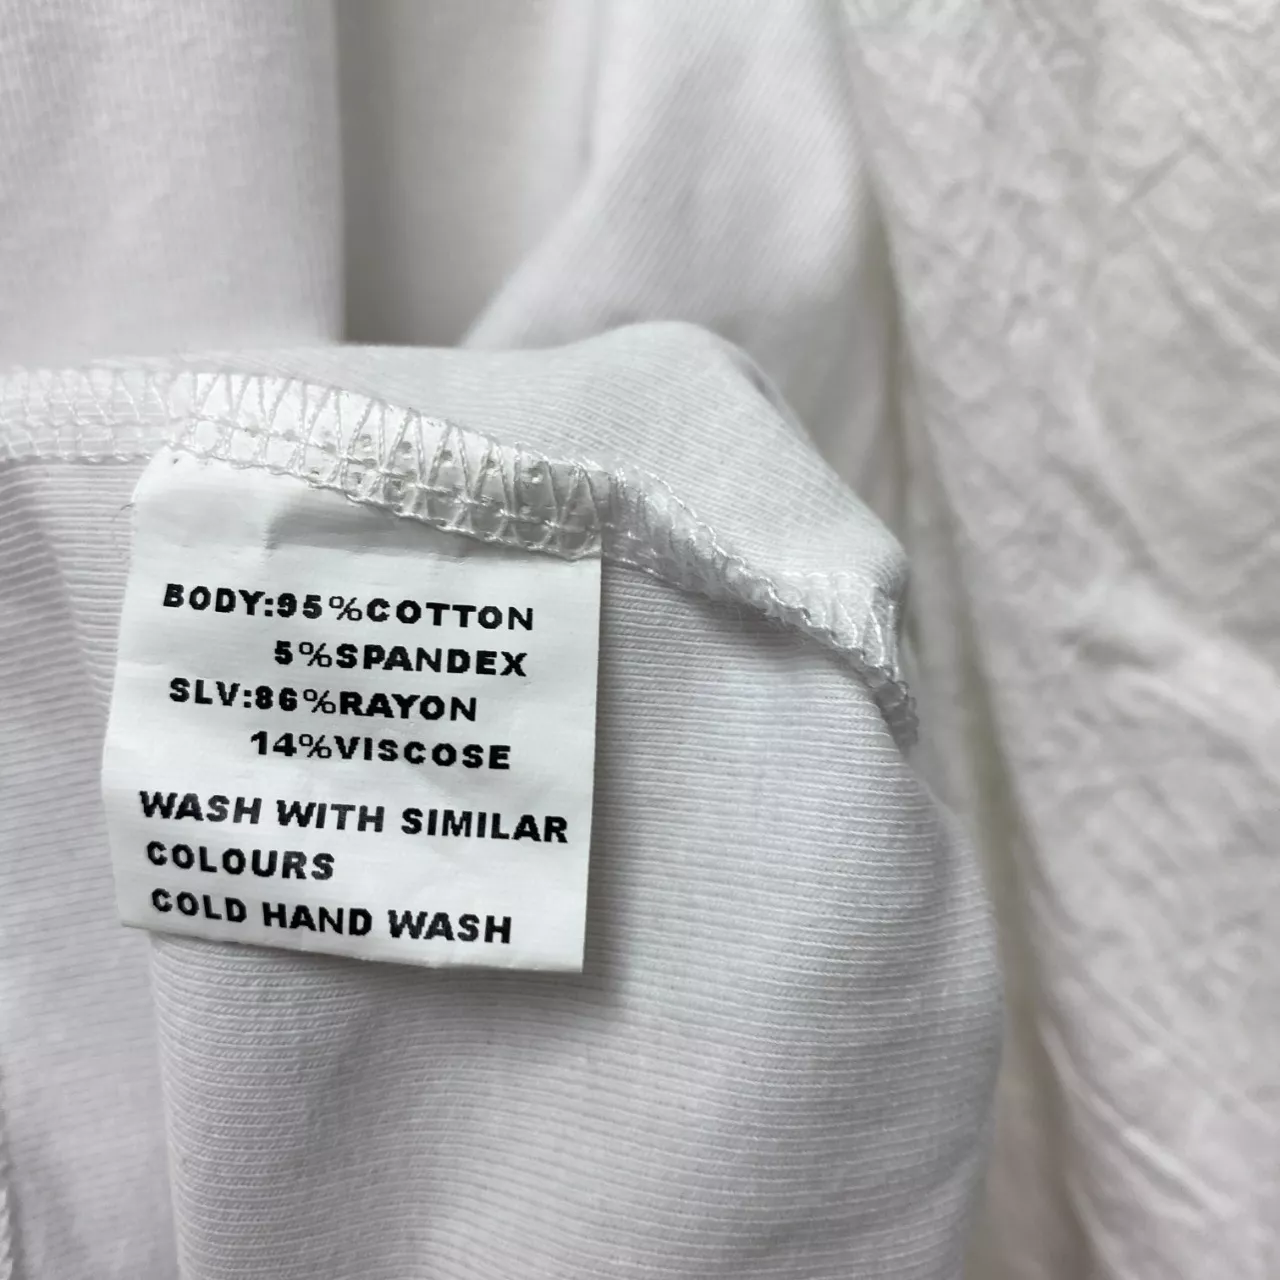 BODY:95%COTTON
5%SPANDEX
SLV:86%RAYON
14%VISCOSE
WASH WITH SIMILAR
COLOURS
COLD HAND WASH